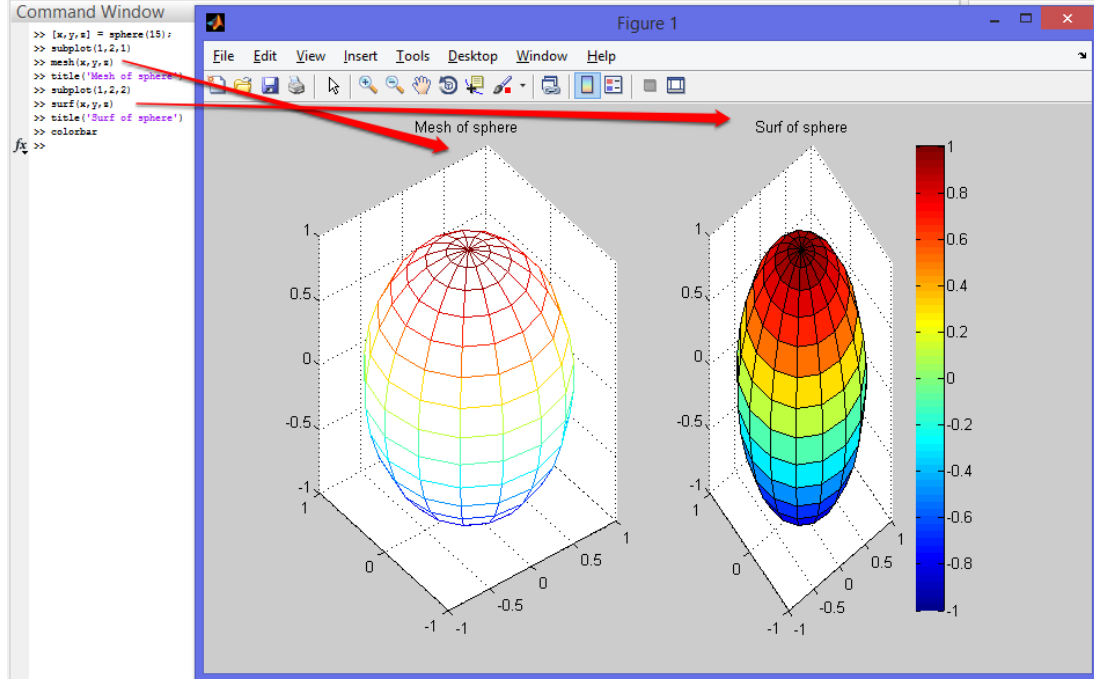 Command Window
>> [x,y,z] = sphere(15);
>> subplot(1,2,1)
>> mesh(x,y,z)
>> title('Mesh of sphere')
>> subplot(1,2,2)
>> surf(x,y,z)
>> title('Surf of sphere')
>> colorbar
fx >>
Figure 1
File Edit View Insert Tools Desktop Window Help
Mesh of sphere
1
0.5
0
-0.5
-1
1
0
-1
-1
-0.5
0
0.5
1
Surf of sphere
1
0.5
0
-0.5
-1
1
0
-1
-1
-0.5
0
0.5
1
1
0.8
0.6
0.4
0.2
0
-0.2
-0.4
-0.6
-0.8
-1